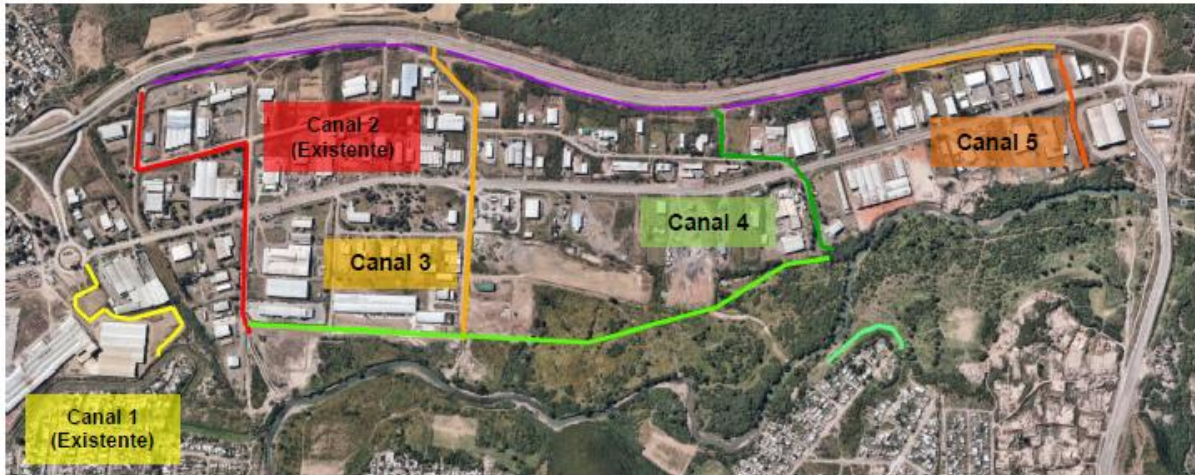 Canal 2
(Existente)
Canal 5
Canal 4
Canal 3
Canal 1
(Existente)